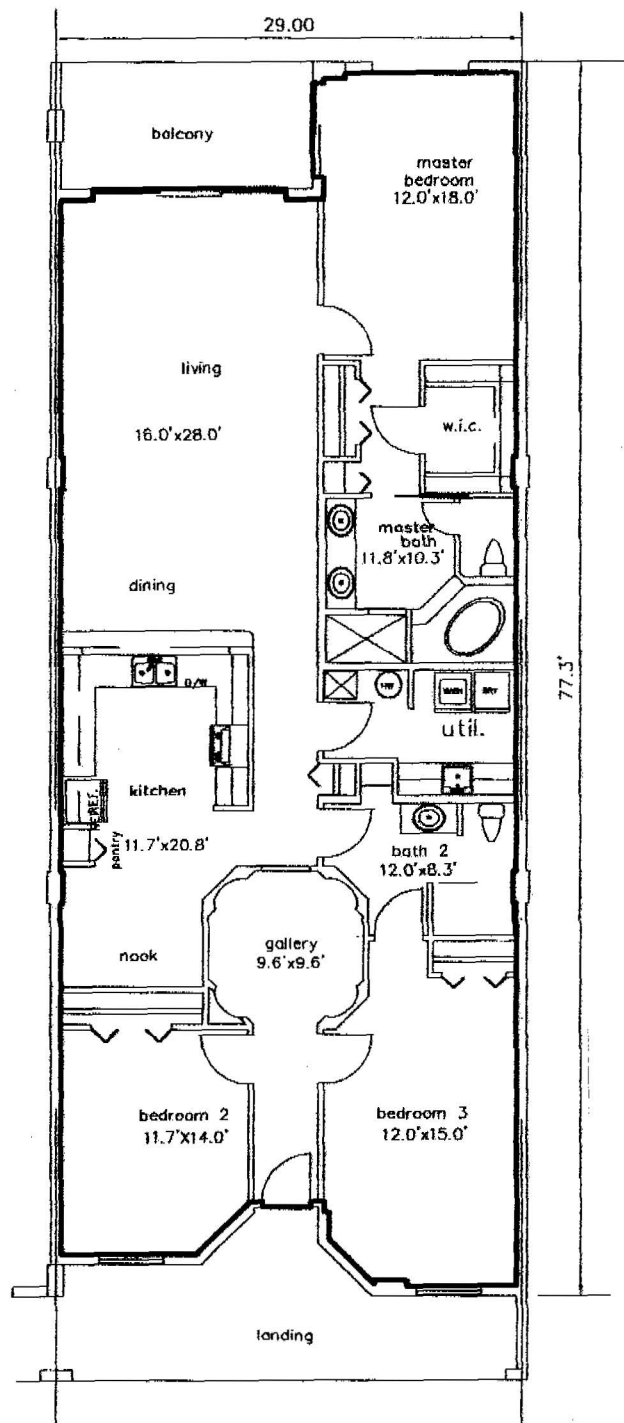 29.00
balcony
master
bedroom
12.0'x18.0'
living
16.0'x28.0'
w.i.c.
master
bath
11.8'x10.3'
dining
77.3'
D/W
WASH
DRY
util.
kitchen
REF.
11.7'x20.8'
pantry
bath 2
12.0'x8.3'
gallery
9.6'x9.6'
nook
bedroom 2
11.7'X14.0'
bedroom 3
12.0'x15.0'
landing